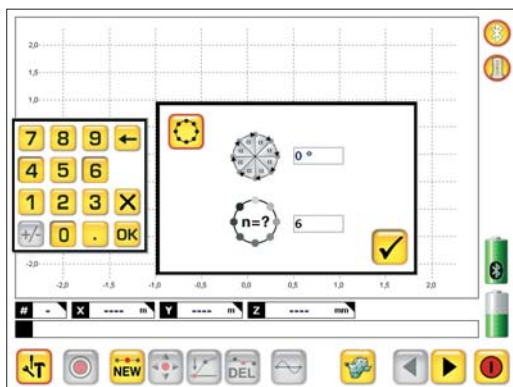 2,0
1,5
1,0
7 8 9 ←
4 5 6
1 2 3 X
+/- 0 . OK
α α α α α α α α
0 °
n=?
6
-2,0
-2,0 -1,5 -1,0 -0,5 0,0 0,5 1,0 1,5 2,0
# - X ---- m Y ---- m Z ---- mm
T NEW DEL